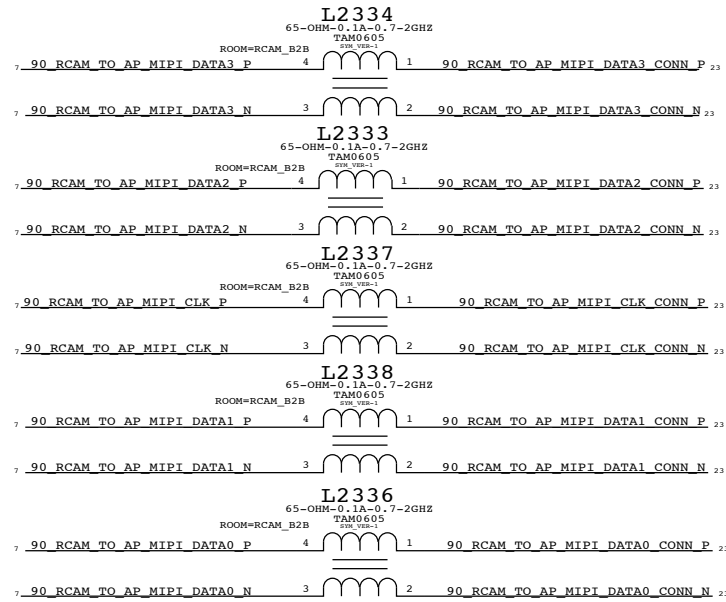 L2334
65-OHM-0.1A-0.7-2GHZ
TAM0605
SYM_VER-1
ROOM=RCAM_B2B
7 90_RCAM_TO_AP_MIPI_DATA3_P 4 1 90_RCAM_TO_AP_MIPI_DATA3_CONN_P 23
7 90_RCAM_TO_AP_MIPI_DATA3_N 3 2 90_RCAM_TO_AP_MIPI_DATA3_CONN_N 23
L2333
65-OHM-0.1A-0.7-2GHZ
TAM0605
SYM_VER-1
ROOM=RCAM_B2B
7 90_RCAM_TO_AP_MIPI_DATA2_P 4 1 90_RCAM_TO_AP_MIPI_DATA2_CONN_P 23
7 90_RCAM_TO_AP_MIPI_DATA2_N 3 2 90_RCAM_TO_AP_MIPI_DATA2_CONN_N 23
L2337
65-OHM-0.1A-0.7-2GHZ
TAM0605
SYM_VER-1
ROOM=RCAM_B2B
7 90_RCAM_TO_AP_MIPI_CLK_P 4 1 90_RCAM_TO_AP_MIPI_CLK_CONN_P 23
7 90_RCAM_TO_AP_MIPI_CLK_N 3 2 90_RCAM_TO_AP_MIPI_CLK_CONN_N 23
L2338
65-OHM-0.1A-0.7-2GHZ
TAM0605
SYM_VER-1
ROOM=RCAM_B2B
7 90_RCAM_TO_AP_MIPI_DATA1_P 4 1 90_RCAM_TO_AP_MIPI_DATA1_CONN_P 23
7 90_RCAM_TO_AP_MIPI_DATA1_N 3 2 90_RCAM_TO_AP_MIPI_DATA1_CONN_N 23
L2336
65-OHM-0.1A-0.7-2GHZ
TAM0605
SYM_VER-1
ROOM=RCAM_B2B
7 90_RCAM_TO_AP_MIPI_DATA0_P 4 1 90_RCAM_TO_AP_MIPI_DATA0_CONN_P
7 90_RCAM_TO_AP_MIPI_DATA0_N 3 2 90_RCAM_TO_AP_MIPI_DATA0_CONN_N